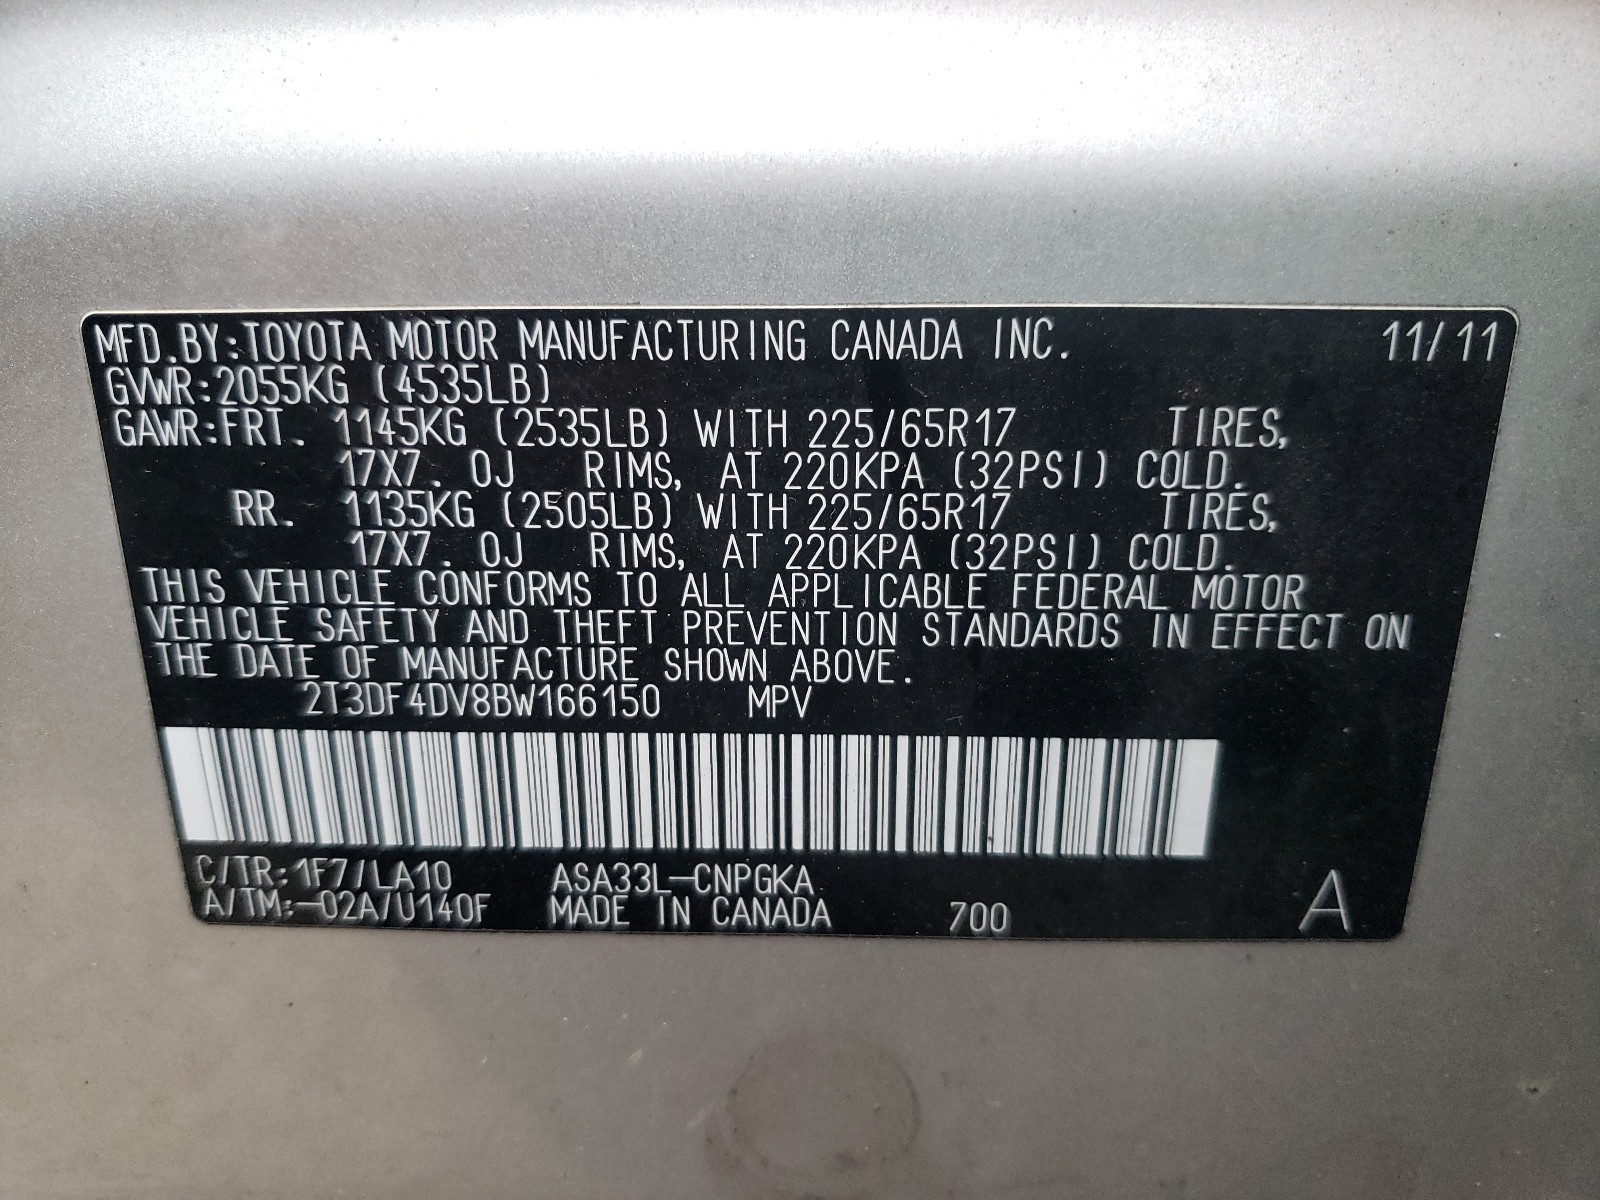 MFD.BY:TOYOTA MOTOR MANUFACTURING CANADA INC. 11/11
GVWR:2055KG (4535LB)
GAWR:FRT. 1145KG (2535LB) WITH 225/65R17 TIRES,
17X7.0J RIMS, AT 220KPA (32PSI) COLD.
RR. 1135KG (2505LB) WITH 225/65R17 TIRES,
17X7.0J RIMS, AT 220KPA (32PSI) COLD.
THIS VEHICLE CONFORMS TO ALL APPLICABLE FEDERAL MOTOR
VEHICLE SAFETY AND THEFT PREVENTION STANDARDS IN EFFECT ON
THE DATE OF MANUFACTURE SHOWN ABOVE.
2T3DF4DV8BW166150 MPV
C/TR:1F7/LA10 ASA33L-CNPGKA
A/TM:-02A/U140F MADE IN CANADA 700 A